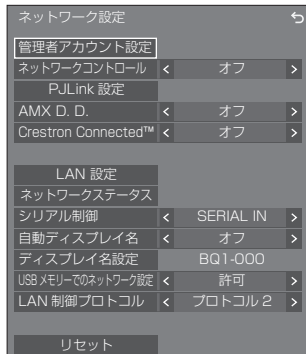 ネットワーク設定
管理者アカウント設定
ネットワークコントロール < オフ >
PJLink 設定
AMX D. D. < オフ >
Crestron Connected™ < オフ >
LAN 設定
ネットワークステータス
シリアル制御 < SERIAL IN >
自動ディスプレイ名 < オフ >
ディスプレイ名設定 BQ1-000
USB メモリーでのネットワーク設定 < 許可 >
LAN 制御プロトコル < プロトコル 2 >
リセット